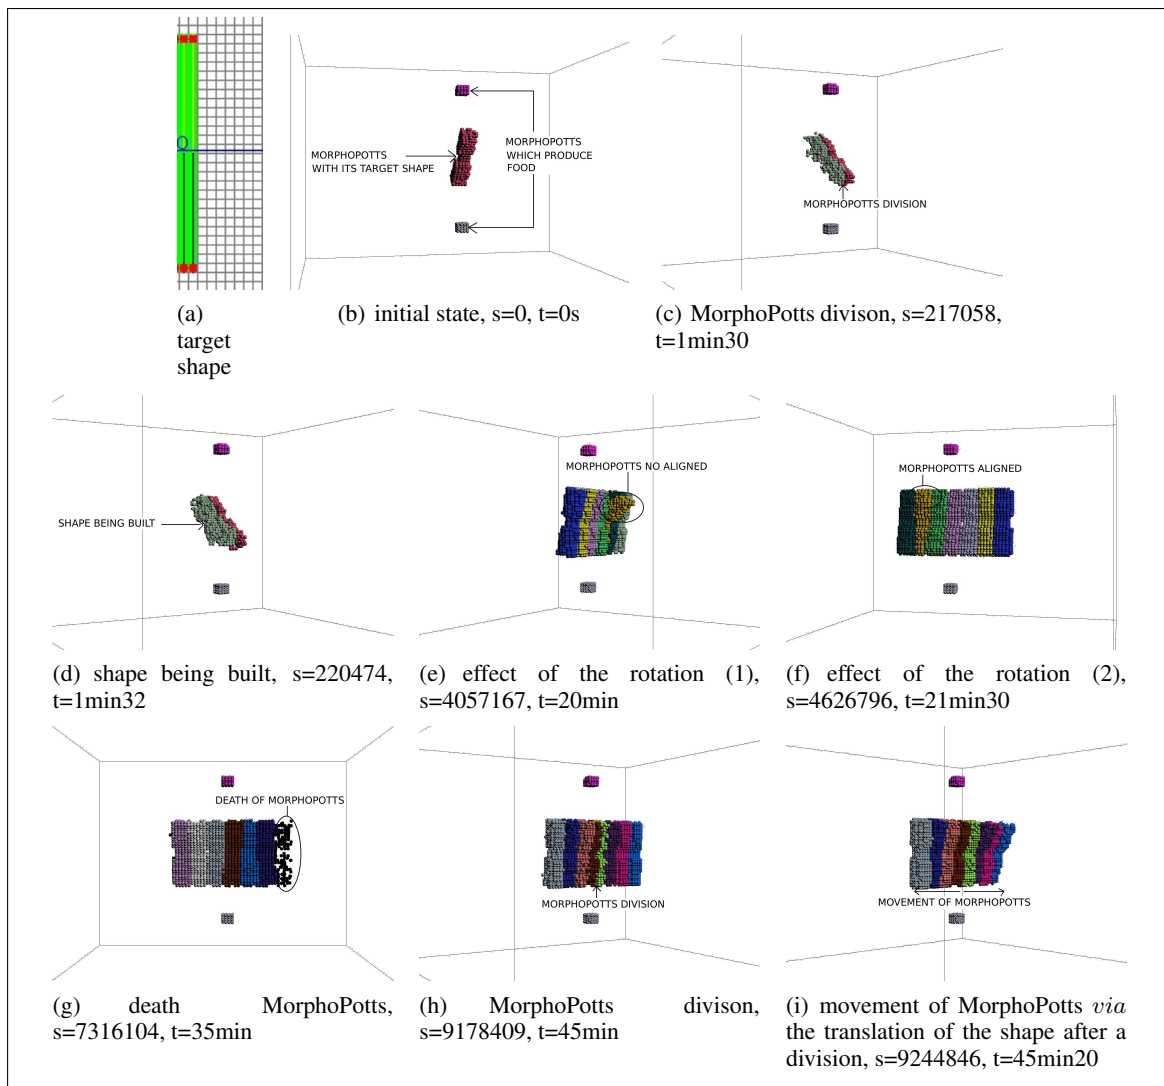 O
(a)
target
shape
MORPHOPOTTS
WITH ITS TARGET SHAPE
MORPHOPOTTS
WHICH PRODUCE
FOOD
(b) initial state, s=0, t=0s
MORPHOPOTTS DIVISION
(c) MorphoPotts divison, s=217058,
t=1min30
SHAPE BEING BUILT
(d) shape being built, s=220474,
t=1min32
MORPHOPOTTS NO ALIGNED
(e) effect of the rotation (1),
s=4057167, t=20min
MORPHOPOTTS ALIGNED
(f) effect of the rotation (2),
s=4626796, t=21min30
DEATH OF MORPHOPOTTS
(g) death MorphoPotts,
s=7316104, t=35min
MORPHOPOTTS DIVISION
(h) MorphoPotts divison,
s=9178409, t=45min
MOVEMENT OF MORPHOPOTTS
(i) movement of MorphoPotts via
the translation of the shape after a
division, s=9244846, t=45min20